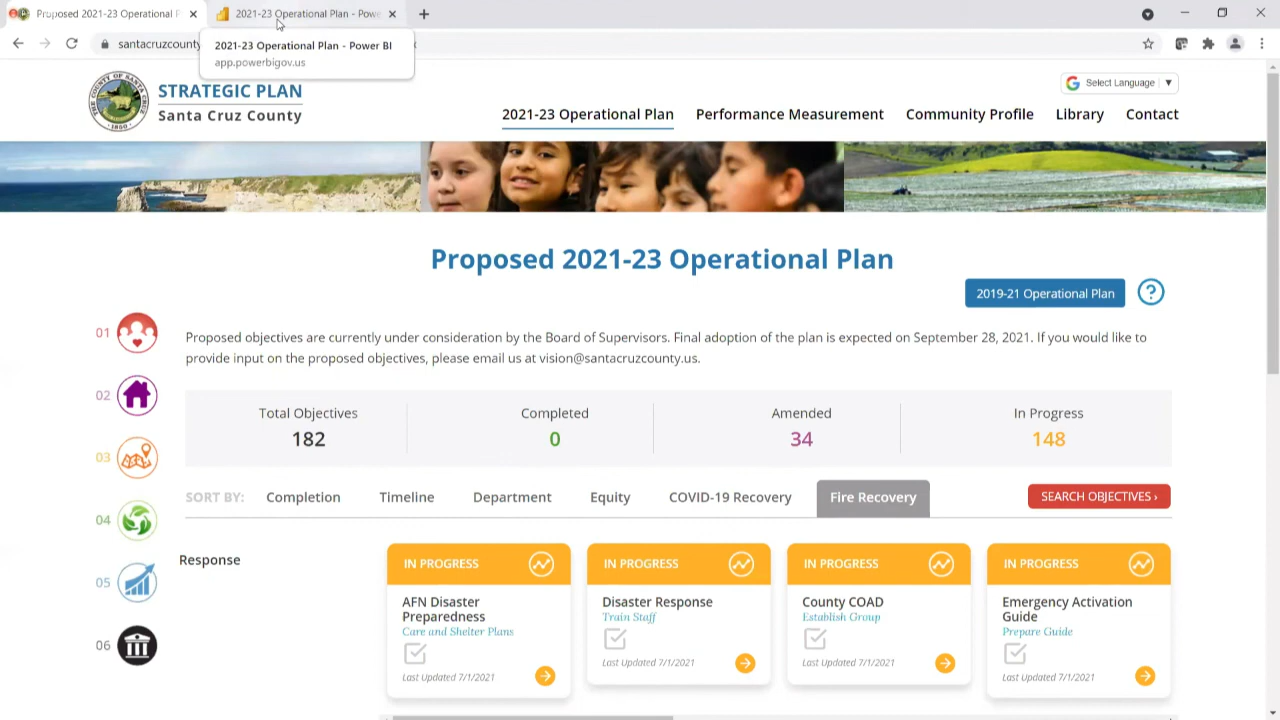 Proposed 2021-23 Operational P
2021-23 Operational Plan - Powe
santacruzcounty
2021-23 Operational Plan - Power BI
app.powerbigov.us
THE COUNTY OF SANTA CRUZ
1850
STRATEGIC PLAN
Santa Cruz County
Select Language
2021-23 Operational Plan
Performance Measurement
Community Profile
Library
Contact
Proposed 2021-23 Operational Plan
2019-21 Operational Plan
?
Proposed objectives are currently under consideration by the Board of Supervisors. Final adoption of the plan is expected on September 28, 2021. If you would like to
provide input on the proposed objectives, please email us at vision@santacruzcounty.us.
01
02
03
04
05
06
Total Objectives
182
Completed
0
Amended
34
In Progress
148
SORT BY:
Completion
Timeline
Department
Equity
COVID-19 Recovery
Fire Recovery
SEARCH OBJECTIVES ›
Response
IN PROGRESS
AFN Disaster
Preparedness
Care and Shelter Plans
Last Updated 7/1/2021
IN PROGRESS
Disaster Response
Train Staff
Last Updated 7/1/2021
IN PROGRESS
County COAD
Establish Group
Last Updated 7/1/2021
IN PROGRESS
Emergency Activation
Guide
Prepare Guide
Last Updated 7/1/2021